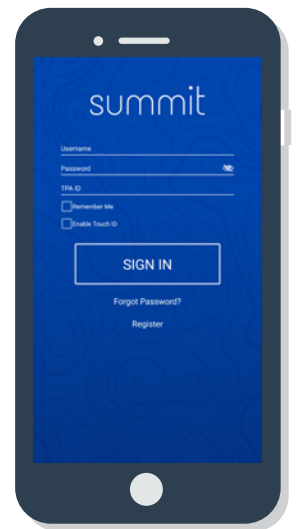 summit
Username
Password
TPA ID
Remember Me
Enable Touch ID
SIGN IN
Forgot Password?
Register